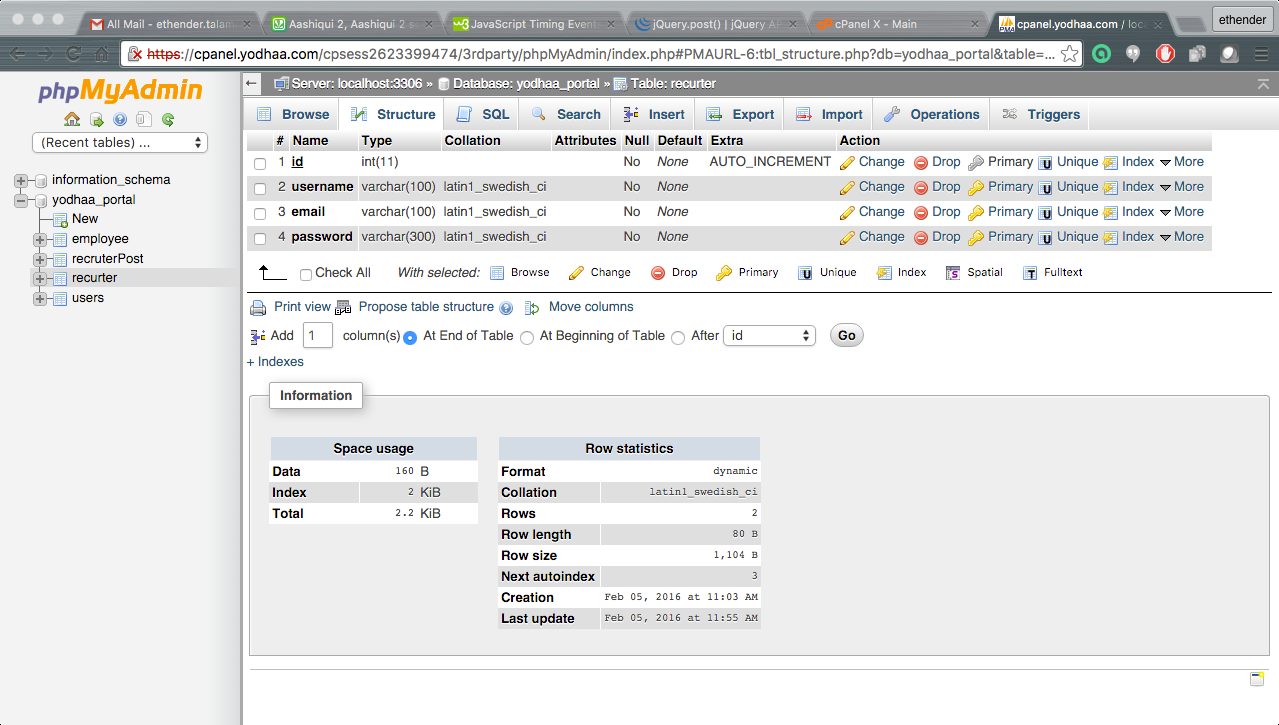 All Mail - ethender.talam
Aashiqui 2, Aashiqui 2 s
JavaScript Timing Event
jQuery.post() | jQuery A
cPanel X - Main
cpanel.yodhaa.com / loc
ethender
https://cpanel.yodhaa.com/cpsess2623399474/3rdparty/phpMyAdmin/index.php#PMAURL-6:tbl_structure.php?db=yodhaa_portal&table=...
phpMyAdmin
(Recent tables) ...
information_schema
yodhaa_portal
New
employee
recruterPost
recurter
users
Server: localhost:3306 » Database: yodhaa_portal » Table: recurter
Browse Structure SQL Search Insert Export Import Operations Triggers
# Name Type Collation Attributes Null Default Extra Action
1 id int(11) No None AUTO_INCREMENT Change Drop Primary Unique Index More
2 username varchar(100) latin1_swedish_ci No None Change Drop Primary Unique Index More
3 email varchar(100) latin1_swedish_ci No None Change Drop Primary Unique Index More
4 password varchar(300) latin1_swedish_ci No None Change Drop Primary Unique Index More
Check All With selected: Browse Change Drop Primary Unique Index Spatial Fulltext
Print view Propose table structure Move columns
Add 1 column(s) At End of Table At Beginning of Table After id Go
+ Indexes
Information
Space usage
Data 160 B
Index 2 KiB
Total 2.2 KiB
Row statistics
Format dynamic
Collation latin1_swedish_ci
Rows 2
Row length 80 B
Row size 1,104 B
Next autoindex 3
Creation Feb 05, 2016 at 11:03 AM
Last update Feb 05, 2016 at 11:55 AM